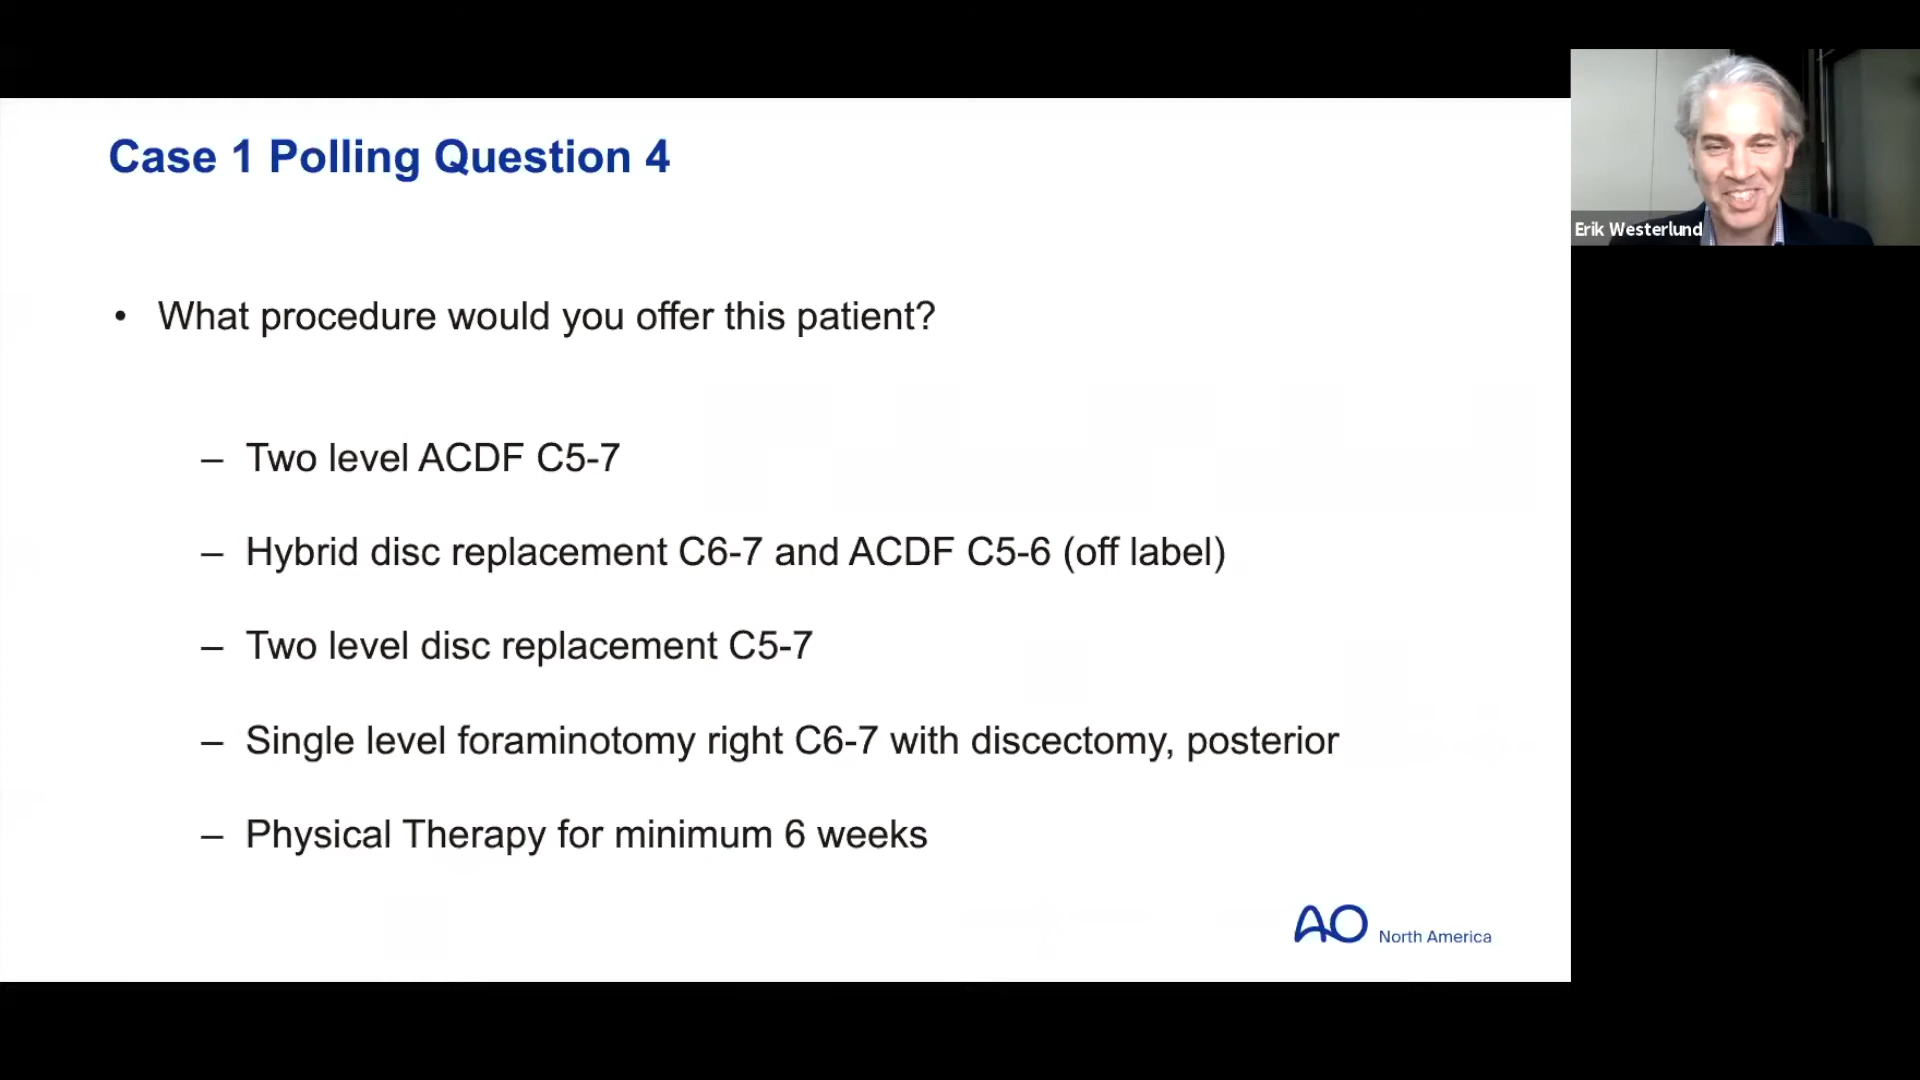 Case 1 Polling Question 4
Erik Westerlund
• What procedure would you offer this patient?
– Two level ACDF C5-7
– Hybrid disc replacement C6-7 and ACDF C5-6 (off label)
– Two level disc replacement C5-7
– Single level foraminotomy right C6-7 with discectomy, posterior
– Physical Therapy for minimum 6 weeks
AO North America